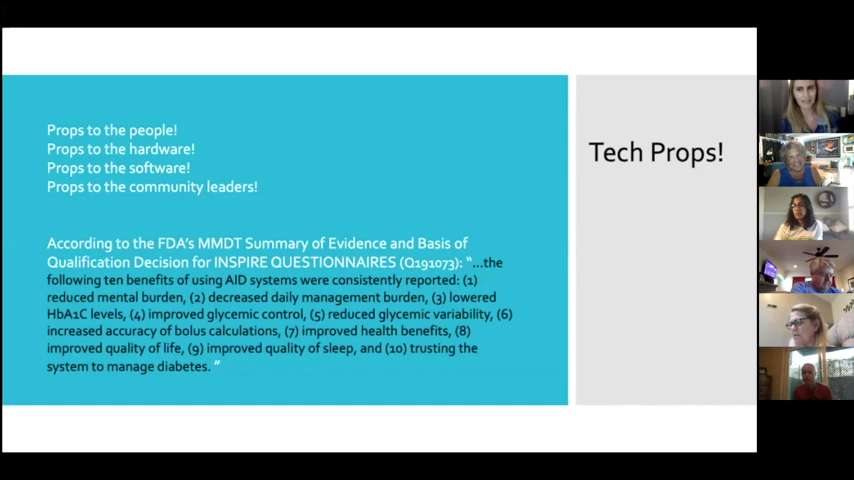 Props to the people!
Props to the hardware!
Props to the software!
Props to the community leaders!
According to the FDA's MMDT Summary of Evidence and Basis of
Qualification Decision for INSPIRE QUESTIONNAIRES (Q191073): "...the
following ten benefits of using AID systems were consistently reported: (1)
reduced mental burden, (2) decreased daily management burden, (3) lowered
HbA1C levels, (4) improved glycemic control, (5) reduced glycemic variability, (6)
increased accuracy of bolus calculations, (7) improved health benefits, (8)
improved quality of life, (9) improved quality of sleep, and (10) trusting the
system to manage diabetes. "
Tech Props!